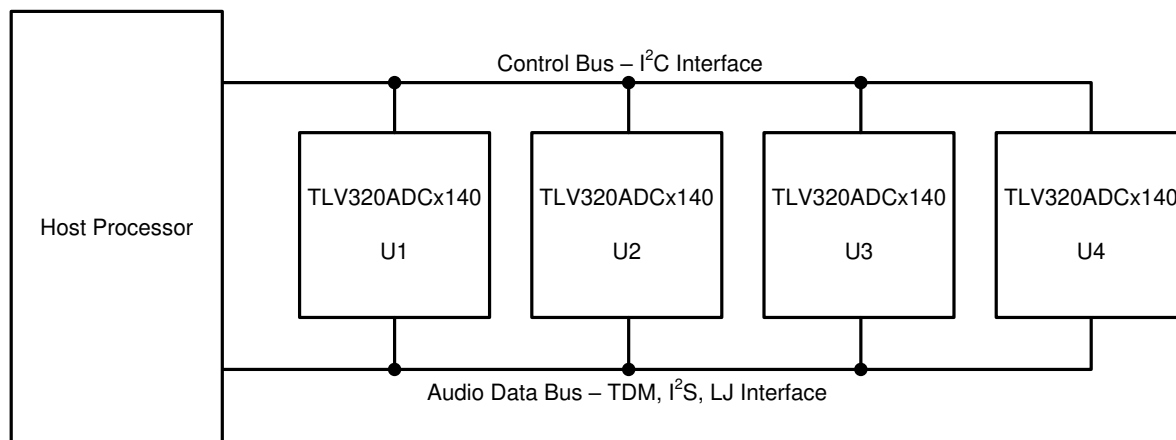 Control Bus – I²C Interface
Host Processor
TLV320ADCx140
U1
TLV320ADCx140
U2
TLV320ADCx140
U3
TLV320ADCx140
U4
Audio Data Bus – TDM, I²S, LJ Interface